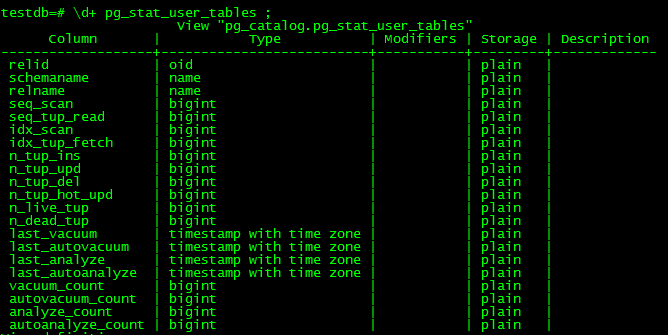 testdb=# \d+ pg_stat_user_tables ;
View "pg_catalog.pg_stat_user_tables"
Column | Type | Modifiers | Storage | Description
-------------------+--------------------------+-----------+---------+-------------
relid | oid | | plain |
schemaname | name | | plain |
relname | name | | plain |
seq_scan | bigint | | plain |
seq_tup_read | bigint | | plain |
idx_scan | bigint | | plain |
idx_tup_fetch | bigint | | plain |
n_tup_ins | bigint | | plain |
n_tup_upd | bigint | | plain |
n_tup_del | bigint | | plain |
n_tup_hot_upd | bigint | | plain |
n_live_tup | bigint | | plain |
n_dead_tup | bigint | | plain |
last_vacuum | timestamp with time zone | | plain |
last_autovacuum | timestamp with time zone | | plain |
last_analyze | timestamp with time zone | | plain |
last_autoanalyze | timestamp with time zone | | plain |
vacuum_count | bigint | | plain |
autovacuum_count | bigint | | plain |
analyze_count | bigint | | plain |
autoanalyze_count | bigint | | plain |